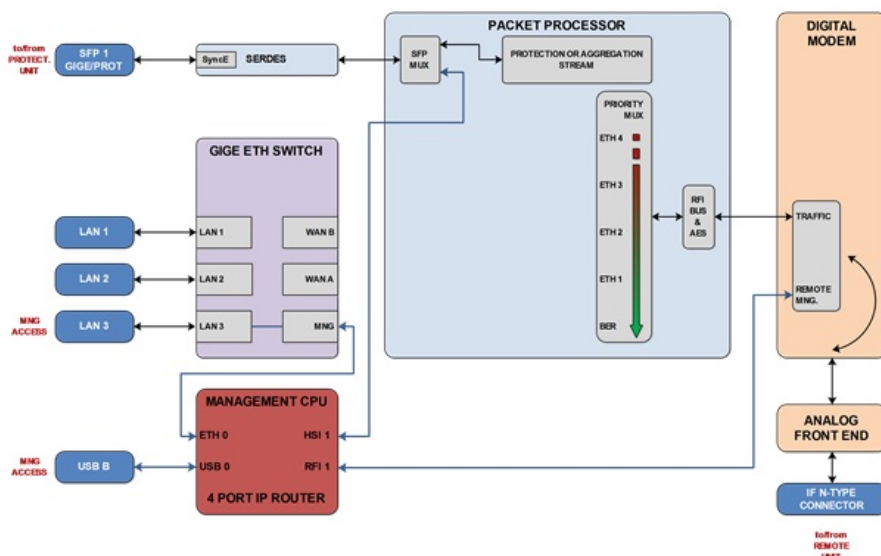 PACKET PROCESSOR
DIGITAL
MODEM
to/from
PROTECT.
UNIT
SFP 1
GIGE/PROT
SyncE
SERDES
SFP
MUX
PROTECTION OR AGGREGATION
STREAM
PRIORITY
MUX
ETH 4
ETH 3
ETH 2
ETH 1
BER
RFI
BUS
&
AES
TRAFFIC
REMOTE
MNG.
GIGE ETH SWITCH
LAN 1
LAN 1
WAN B
LAN 2
LAN 2
WAN A
MNG
ACCESS
LAN 3
LAN 3
MNG
MANAGEMENT CPU
ETH 0
HSI 1
MNG
ACCESS
USB B
USB 0
RFI 1
4 PORT IP ROUTER
ANALOG
FRONT END
IF N-TYPE
CONNECTOR
to/from
REMOTE
UNIT